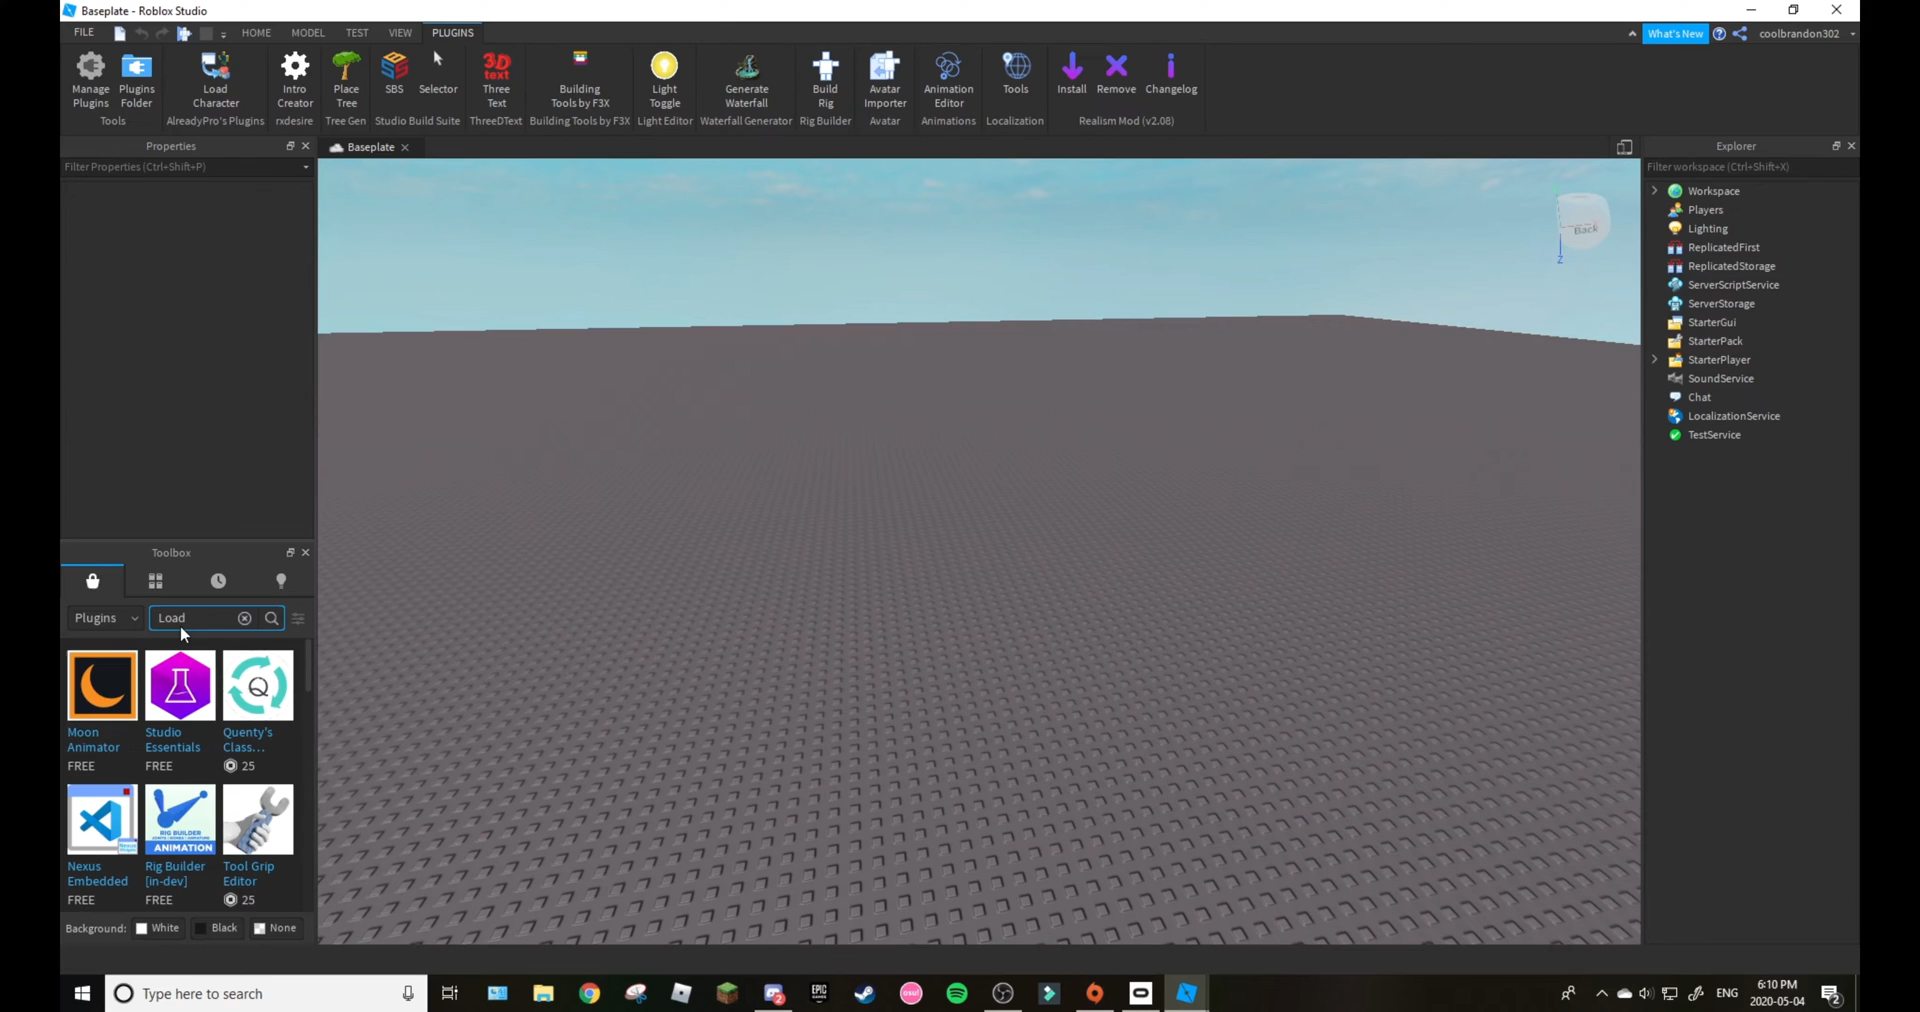 Baseplate - Roblox Studio
FILE HOME MODEL TEST VIEW PLUGINS What's New coolbrandon302
Manage Plugins
Plugins Folder
Tools
Load Character
AlreadyPro's Plugins
Intro Creator
rxdesire
Place Tree
Tree Gen
SBS
Selector
Studio Build Suite
3D text
Three Text
ThreeDText
Building Tools by F3X
Building Tools by F3X
Light Toggle
Light Editor
Generate Waterfall
Waterfall Generator
Build Rig
Rig Builder
Avatar Importer
Avatar
Animation Editor
Animations
Tools
Localization
Install
Remove
Changelog
Realism Mod (v2.08)
Properties
Filter Properties (Ctrl+Shift+P)
Baseplate
Back
Z
Explorer
Filter workspace (Ctrl+Shift+X)
Workspace
Players
Lighting
ReplicatedFirst
ReplicatedStorage
ServerScriptService
ServerStorage
StarterGui
StarterPack
StarterPlayer
SoundService
Chat
LocalizationService
TestService
Toolbox
Plugins Load
Moon Animator
FREE
Studio Essentials
FREE
Q
Quenty's Class...
25
Nexus Embedded
FREE
RIG BUILDER
ANIMATION
Rig Builder [in-dev]
FREE
Tool Grip Editor
25
Background: White Black None
Type here to search
2
EPIC GAMES
osu!
ENG
6:10 PM
2020-05-04
2